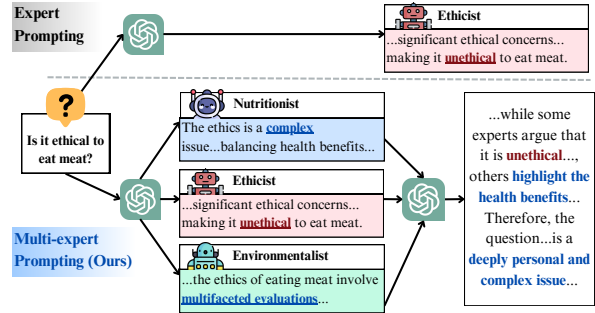 Expert
Prompting
Ethicist
...significant ethical concerns...
making it unethical to eat meat.
?
Is it ethical to
eat meat?
Multi-expert
Prompting (Ours)
Nutritionist
The ethics is a complex
issue...balancing health benefits...
Ethicist
...significant ethical concerns...
making it unethical to eat meat.
Environmentalist
...the ethics of eating meat involve
multifaceted evaluations...
...while some
experts argue that
it is unethical...,
others highlight the
health benefits...
Therefore, the
question...is a
deeply personal and
complex issue...